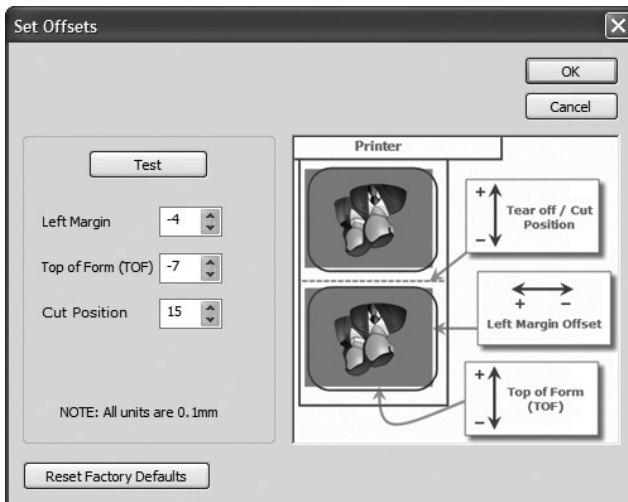 Set Offsets
OK
Cancel
Test
Left Margin -4
Top of Form (TOF) -7
Cut Position 15
NOTE: All units are 0.1mm
Reset Factory Defaults
Printer
+
−
Tear off / Cut
Position
+ −
Left Margin Offset
+
−
Top of Form
(TOF)